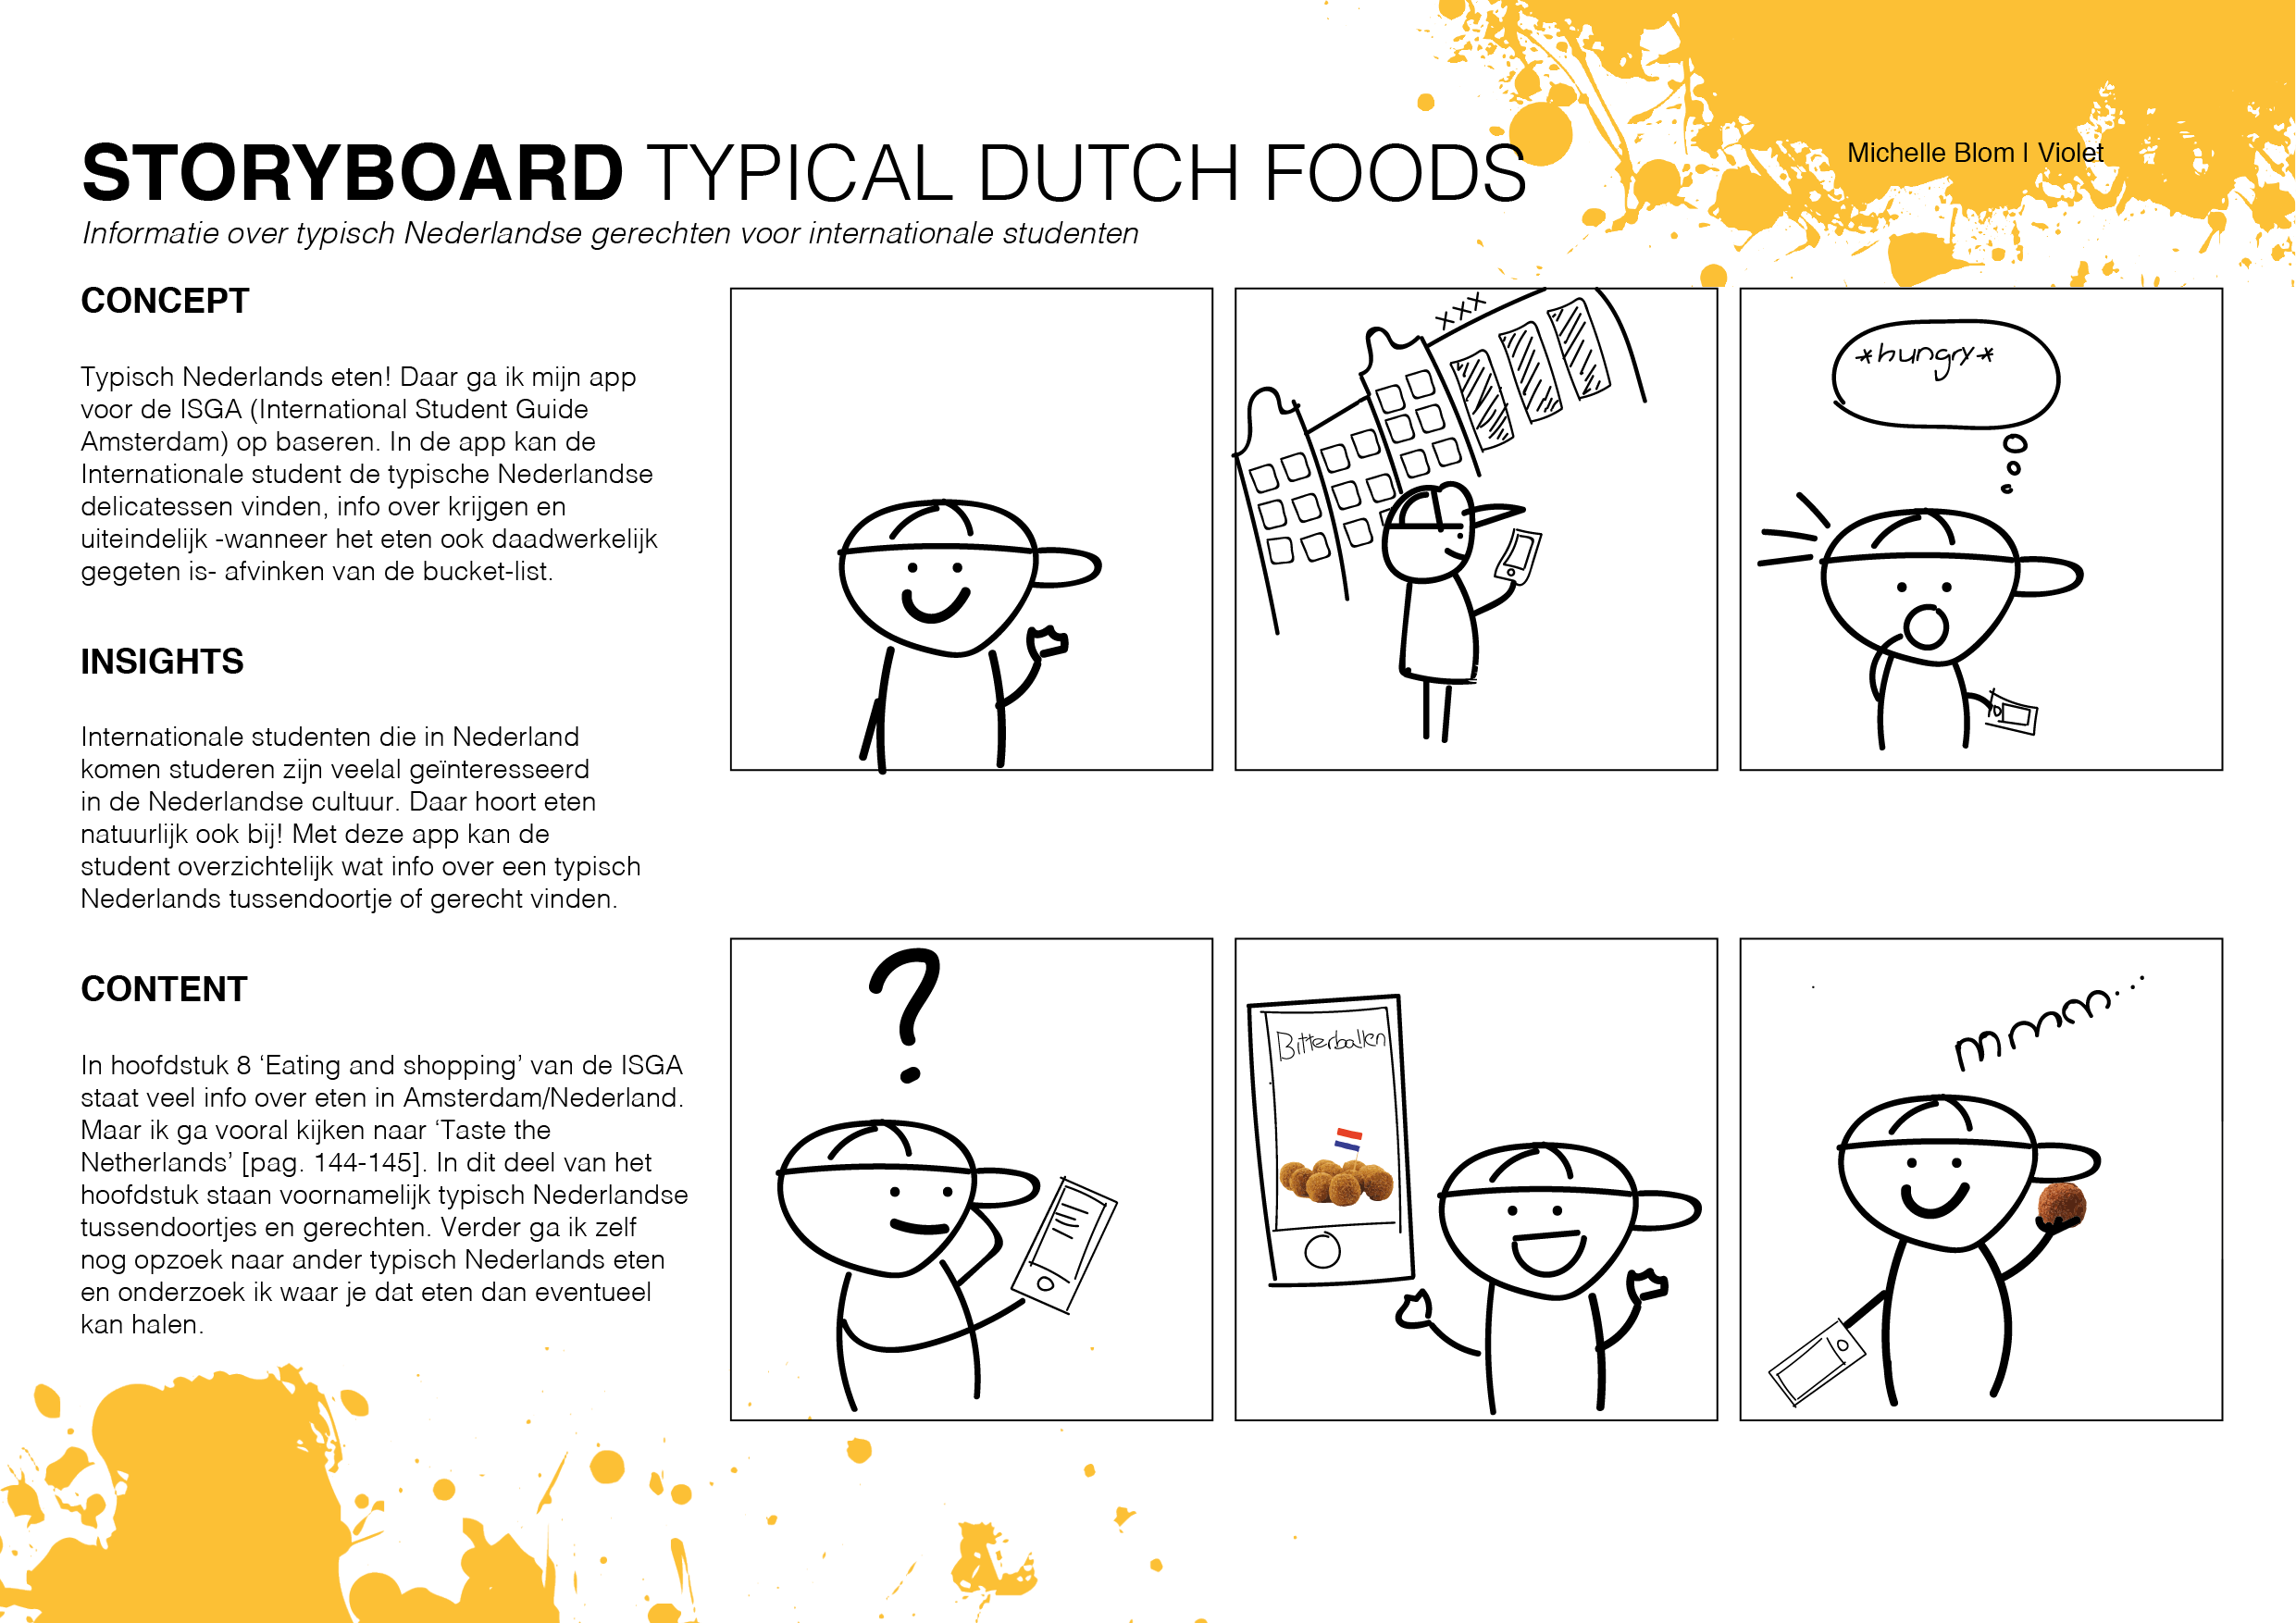 STORYBOARD TYPICAL DUTCH FOODS
Michelle Blom | Violet
Informatie over typisch Nederlandse gerechten voor internationale studenten
CONCEPT
Typisch Nederlands eten! Daar ga ik mijn app
voor de ISGA (International Student Guide
Amsterdam) op baseren. In de app kan de
Internationale student de typische Nederlandse
delicatessen vinden, info over krijgen en
uiteindelijk -wanneer het eten ook daadwerkelijk
gegeten is- afvinken van de bucket-list.
INSIGHTS
Internationale studenten die in Nederland
komen studeren zijn veelal geïnteresseerd
in de Nederlandse cultuur. Daar hoort eten
natuurlijk ook bij! Met deze app kan de
student overzichtelijk wat info over een typisch
Nederlands tussendoortje of gerecht vinden.
CONTENT
In hoofdstuk 8 ‘Eating and shopping’ van de ISGA
staat veel info over eten in Amsterdam/Nederland.
Maar ik ga vooral kijken naar ‘Taste the
Netherlands’ [pag. 144-145]. In dit deel van het
hoofdstuk staan voornamelijk typisch Nederlandse
tussendoortjes en gerechten. Verder ga ik zelf
nog opzoek naar ander typisch Nederlands eten
en onderzoek ik waar je dat eten dan eventueel
kan halen.
XXX
*hungry*
?
Bitterballen
mmmm...